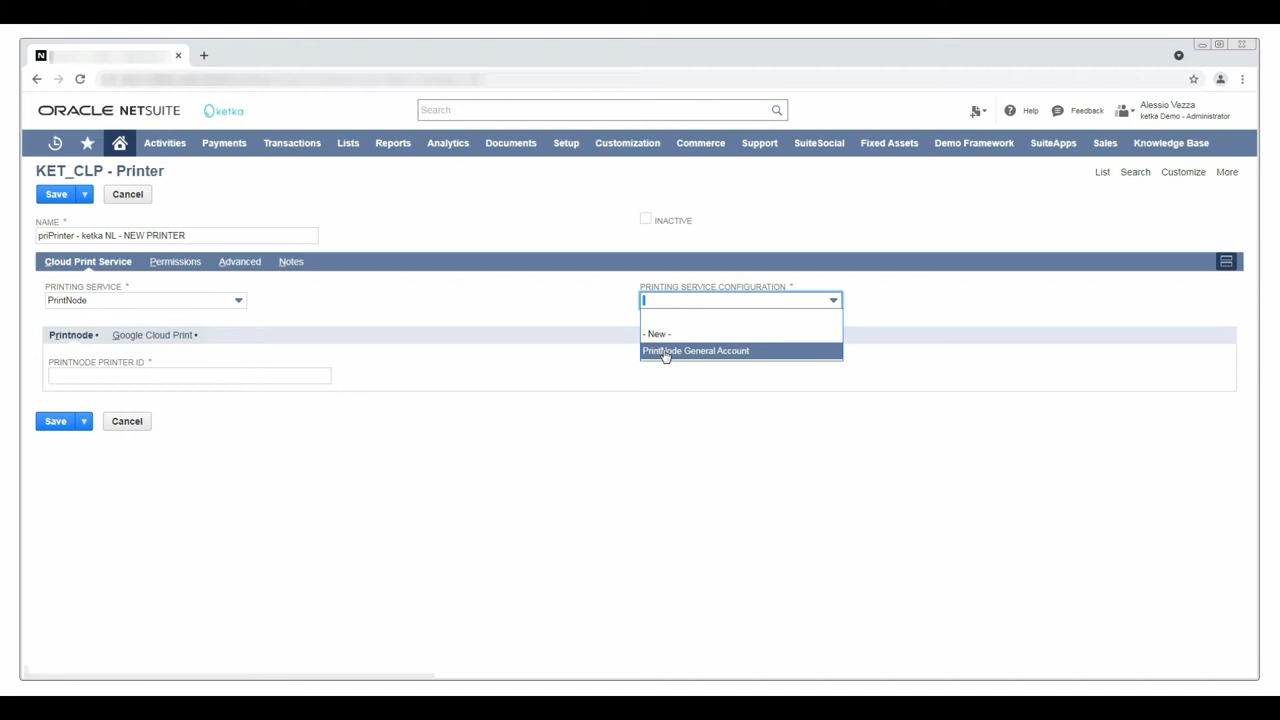 N
ORACLE NETSUITE
ketka
Search
Help
Feedback
Alessio Vezza
ketka Demo - Administrator
Activities
Payments
Transactions
Lists
Reports
Analytics
Documents
Setup
Customization
Commerce
Support
SuiteSocial
Fixed Assets
Demo Framework
SuiteApps
Sales
Knowledge Base
KET_CLP - Printer
List
Search
Customize
More
Save
Cancel
NAME *
priPrinter - ketka NL - NEW PRINTER
INACTIVE
Cloud Print Service
Permissions
Advanced
Notes
PRINTING SERVICE *
PrintNode
PRINTING SERVICE CONFIGURATION *
- New -
PrintNode General Account
Printnode •
Google Cloud Print •
PRINTNODE PRINTER ID *
Save
Cancel